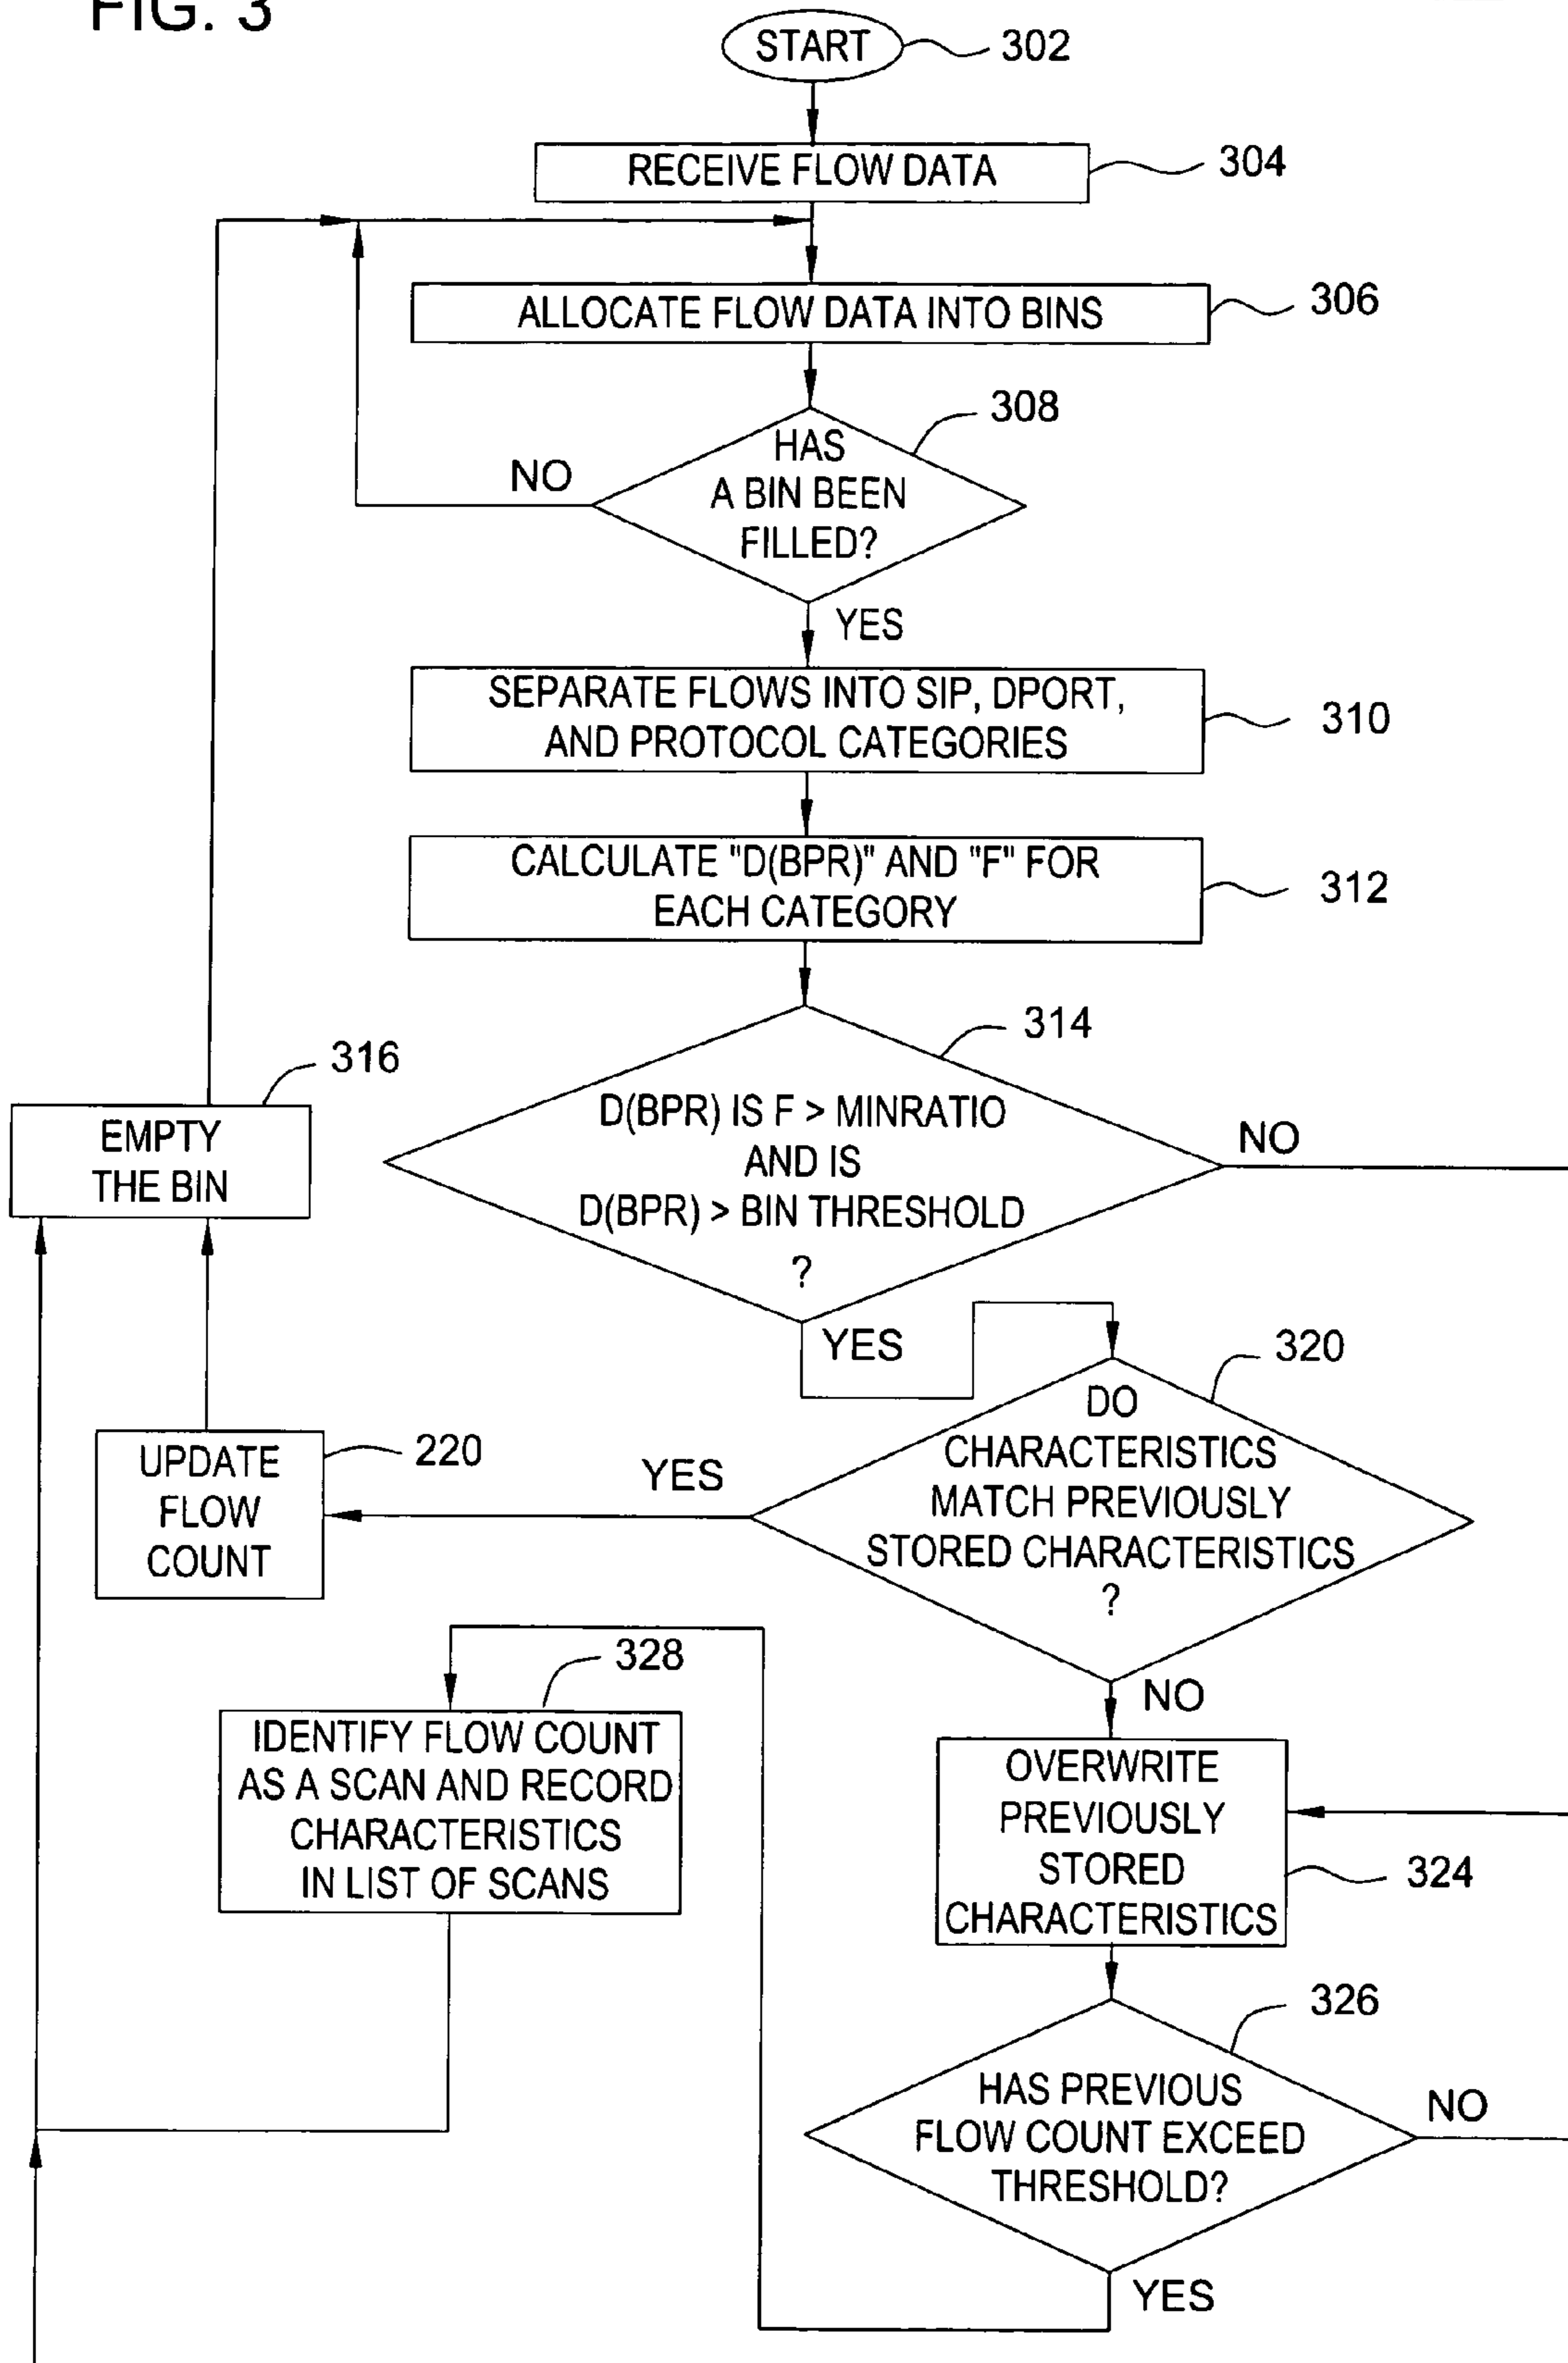 FIG. 3
START
302
RECEIVE FLOW DATA
304
ALLOCATE FLOW DATA INTO BINS
306
308
HAS
A BIN BEEN
FILLED?
NO
YES
SEPARATE FLOWS INTO SIP, DPORT,
AND PROTOCOL CATEGORIES
310
CALCULATE "D(BPR)" AND "F" FOR
EACH CATEGORY
312
314
D(BPR) IS F > MINRATIO
AND IS
D(BPR) > BIN THRESHOLD
?
NO
YES
316
EMPTY
THE BIN
320
DO
CHARACTERISTICS
MATCH PREVIOUSLY
STORED CHARACTERISTICS
?
YES
NO
220
UPDATE
FLOW
COUNT
328
IDENTIFY FLOW COUNT
AS A SCAN AND RECORD
CHARACTERISTICS
IN LIST OF SCANS
OVERWRITE
PREVIOUSLY
STORED
CHARACTERISTICS
324
326
HAS PREVIOUS
FLOW COUNT EXCEED
THRESHOLD?
NO
YES